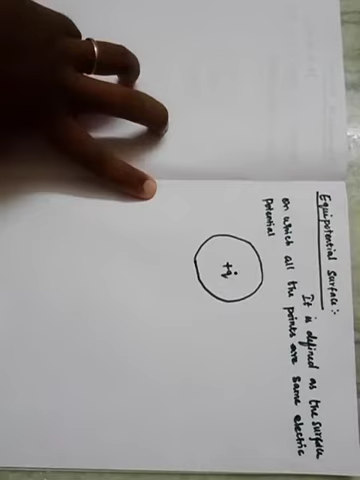 Equipotential Surface :-
It is defined as the surface
on which all the points are same electric
Potential
+q